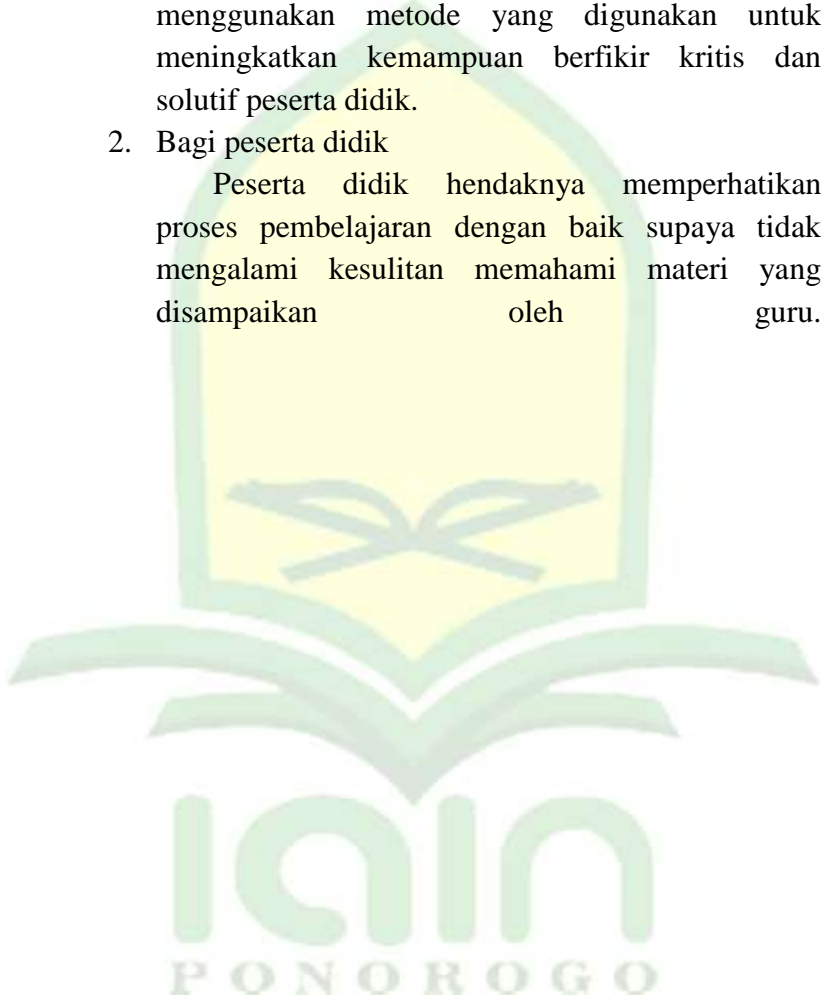 menggunakan metode yang digunakan untuk
meningkatkan kemampuan berfikir kritis dan
solutif peserta didik.
2. Bagi peserta didik
Peserta didik hendaknya memperhatikan
proses pembelajaran dengan baik supaya tidak
mengalami kesulitan memahami materi yang
disampaikan oleh guru.
iain
PONOROGO